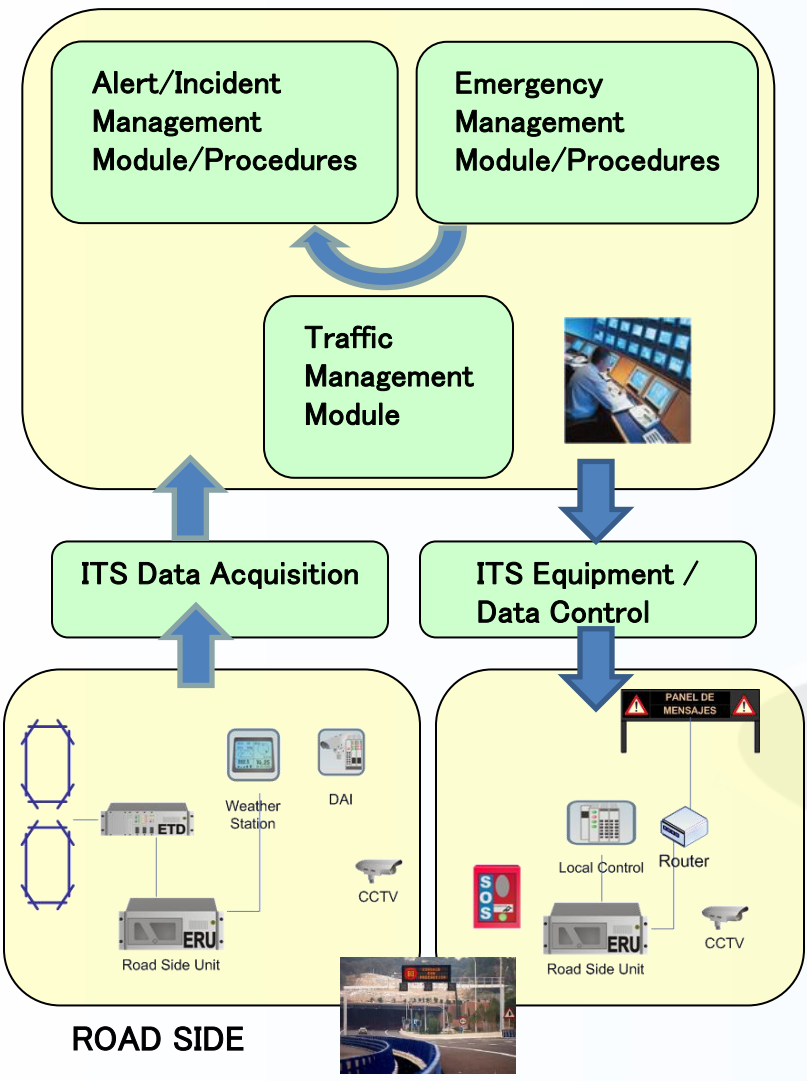 Alert/Incident
Management
Module/Procedures
Emergency
Management
Module/Procedures
Traffic
Management
Module
ITS Data Acquisition
ITS Equipment /
Data Control
PANEL DE
MENSAJES
Weather
Station
DAI
ETD
CCTV
ERU
Road Side Unit
Local Control
Router
SOS
ERU
Road Side Unit
CCTV
ROAD SIDE